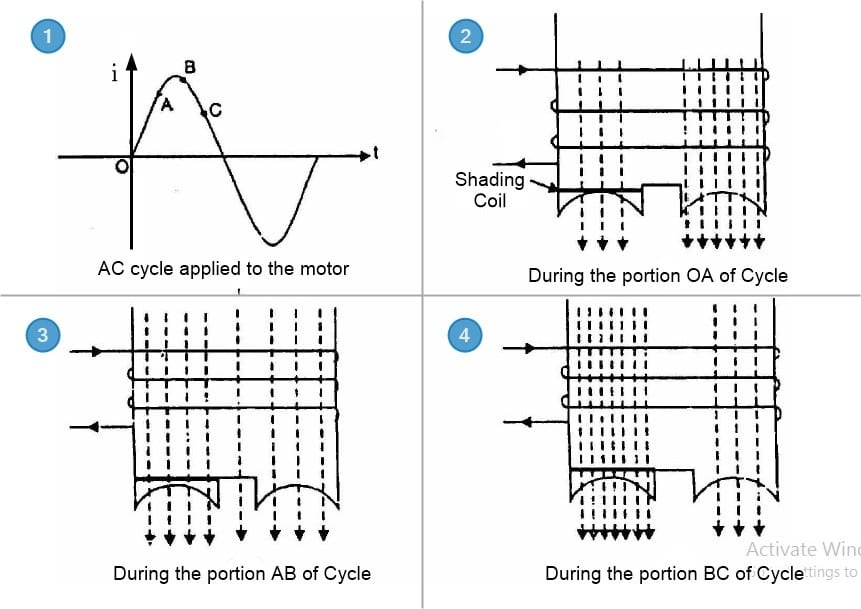 1
i
B
A
C
O
t
AC cycle applied to the motor
2
Shading
Coil
During the portion OA of Cycle
3
During the portion AB of Cycle
4
During the portion BC of Cycle
Activate Win
ttings to